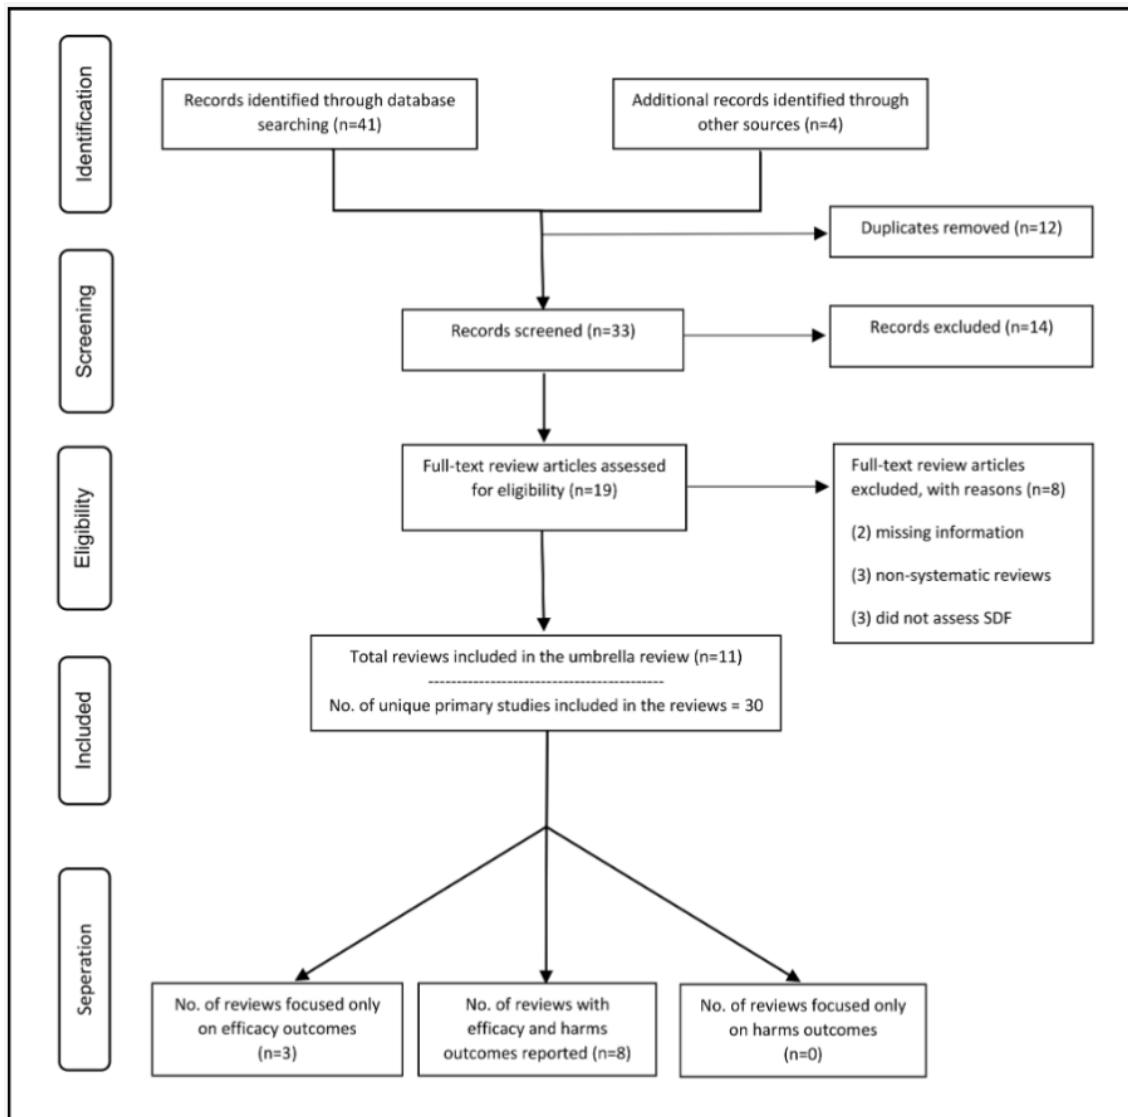 Identification
Records identified through database
searching (n=41)
Additional records identified through
other sources (n=4)
Duplicates removed (n=12)
Screening
Records screened (n=33)
Records excluded (n=14)
Eligibility
Full-text review articles assessed
for eligibility (n=19)
Full-text review articles
excluded, with reasons (n=8)
(2) missing information
(3) non-systematic reviews
(3) did not assess SDF
Included
Total reviews included in the umbrella review (n=11)
------------------------------------------
No. of unique primary studies included in the reviews = 30
Seperation
No. of reviews focused only
on efficacy outcomes
(n=3)
No. of reviews with
efficacy and harms
outcomes reported (n=8)
No. of reviews focused only
on harms outcomes
(n=0)